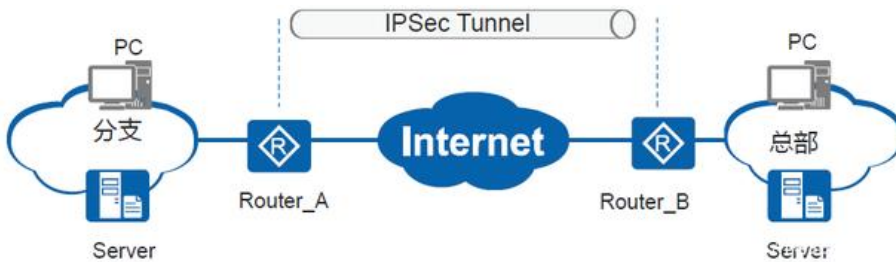 IPSec Tunnel
PC
PC
分支
Internet
总部
R
R
Router_A
Router_B
Server
Server